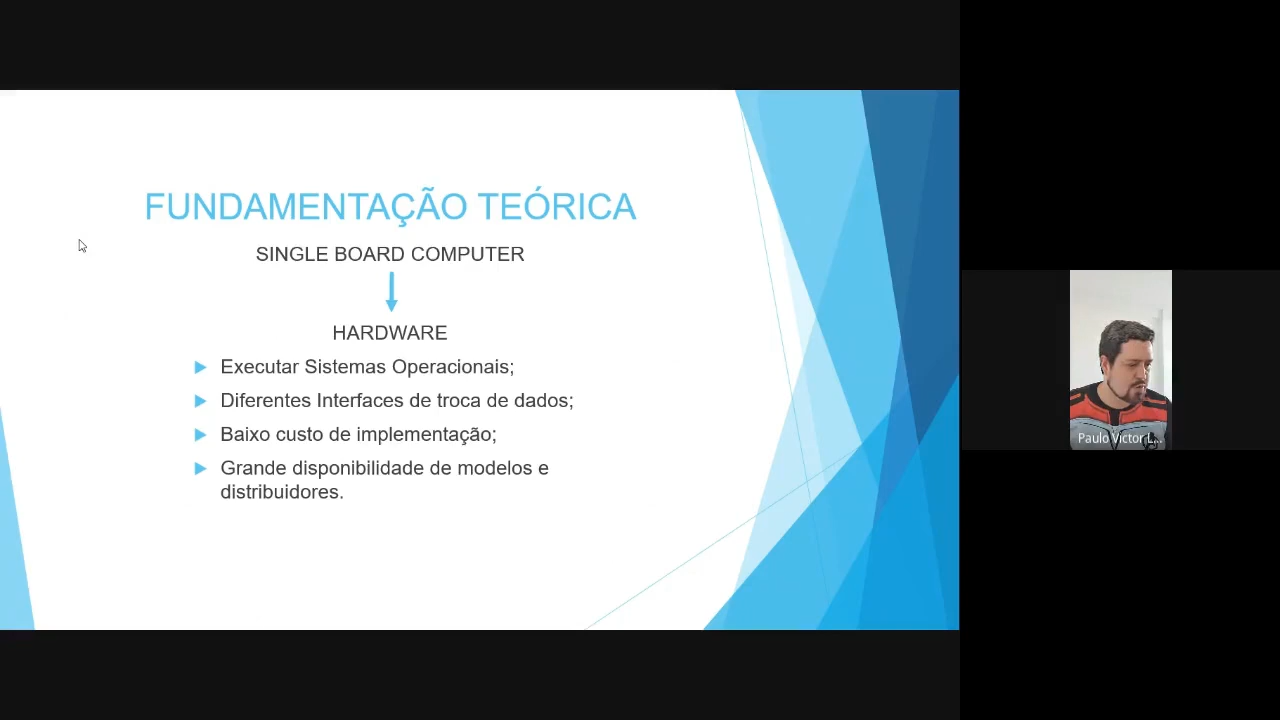 FUNDAMENTAÇÃO TEÓRICA
SINGLE BOARD COMPUTER
HARDWARE
Executar Sistemas Operacionais;
Diferentes Interfaces de troca de dados;
Baixo custo de implementação;
Grande disponibilidade de modelos e
distribuidores.
Paulo Victor L...